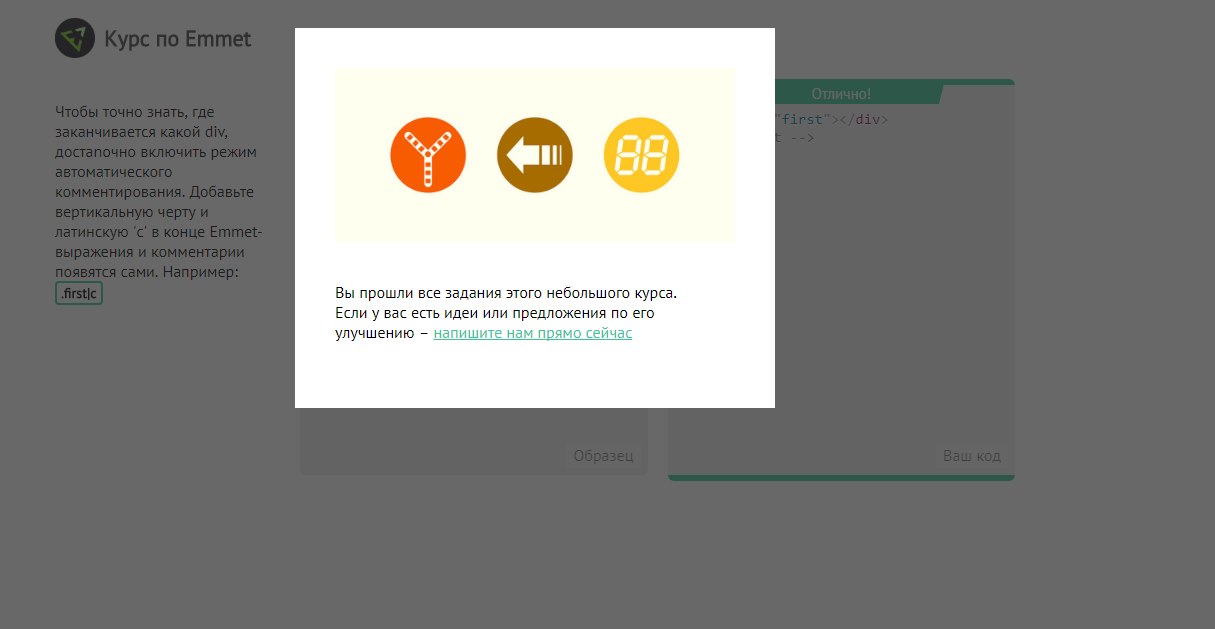 Курс по Emmet
Чтобы точно знать, где
заканчивается какой div,
достапочно включить режим
автоматического
комментирования. Добавьте
вертикальную черту и
латинскую 'c' в конце Emmet-
выражения и комментарии
появятся сами. Например:
.first|c
88
Вы прошли все задания этого небольшого курса.
Если у вас есть идеи или предложения по его
улучшению – напишите нам прямо сейчас
Отлично!
"first"></div>
t -->
Образец
Ваш код